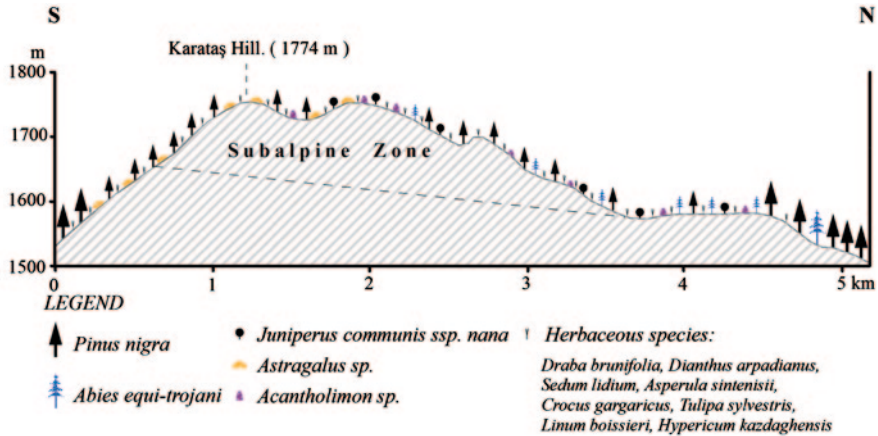 S N
Karataş Hill. ( 1774 m )
m
1800
1700
Subalpine Zone
1600
1500
0 1 2 3 4 5 km
LEGEND
Pinus nigra
Abies equi-trojani
Juniperus communis ssp. nana
Astragalus sp.
Acantholimon sp.
Herbaceous species:
Draba brunifolia, Dianthus arpadianus,
Sedum lidium, Asperula sintenisii,
Crocus gargaricus, Tulipa sylvestris,
Linum boissieri, Hypericum kazdaghensis